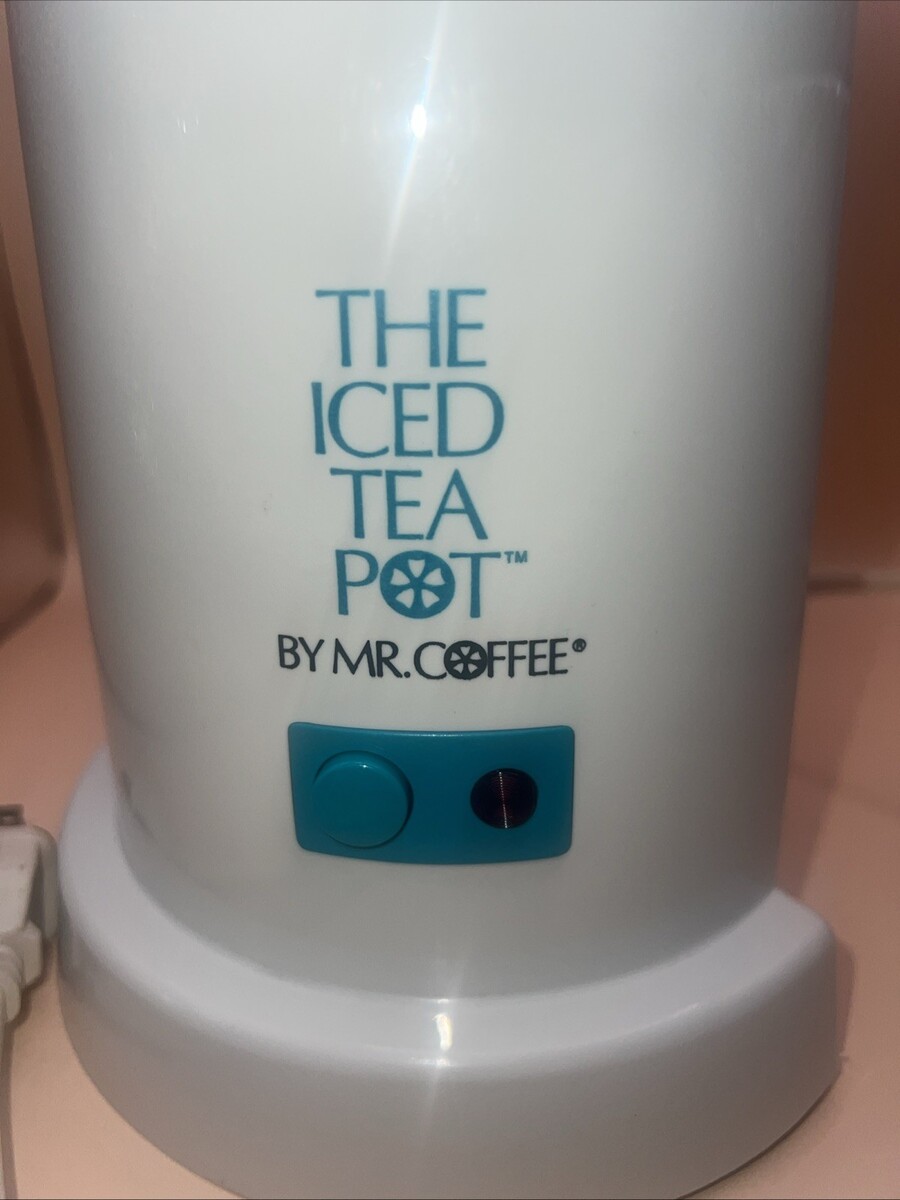 THE
ICED
TEA
POT™
BY MR. COFFEE®